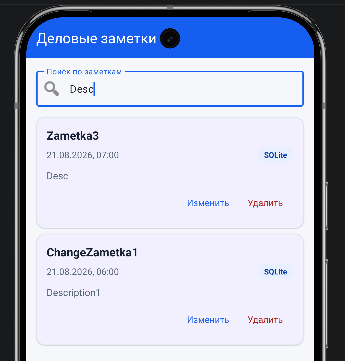 Деловые заметки
Поиск по заметкам
Desc
Zametka3
21.08.2026, 07:00
SQLite
Desc
Изменить Удалить
ChangeZametka1
21.08.2026, 06:00
SQLite
Description1
Изменить Удалить